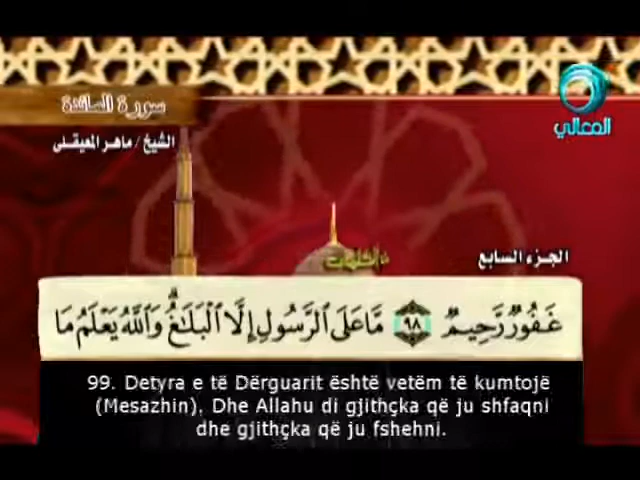 سورة المائدة
المعالي
الشيخ / ماهر المعيقلي
الجزء السابع
غَفُورٌ رَّحِيمٌ ٩٨ مَّا عَلَى ٱلرَّسُولِ إِلَّا ٱلْبَلَـٰغُ ۗ وَٱللَّهُ يَعْلَمُ مَا
99. Detyra e të Dërguarit është vetëm të kumtojë
(Mesazhin). Dhe Allahu di gjithçka që ju shfaqni
dhe gjithçka që ju fshehni.